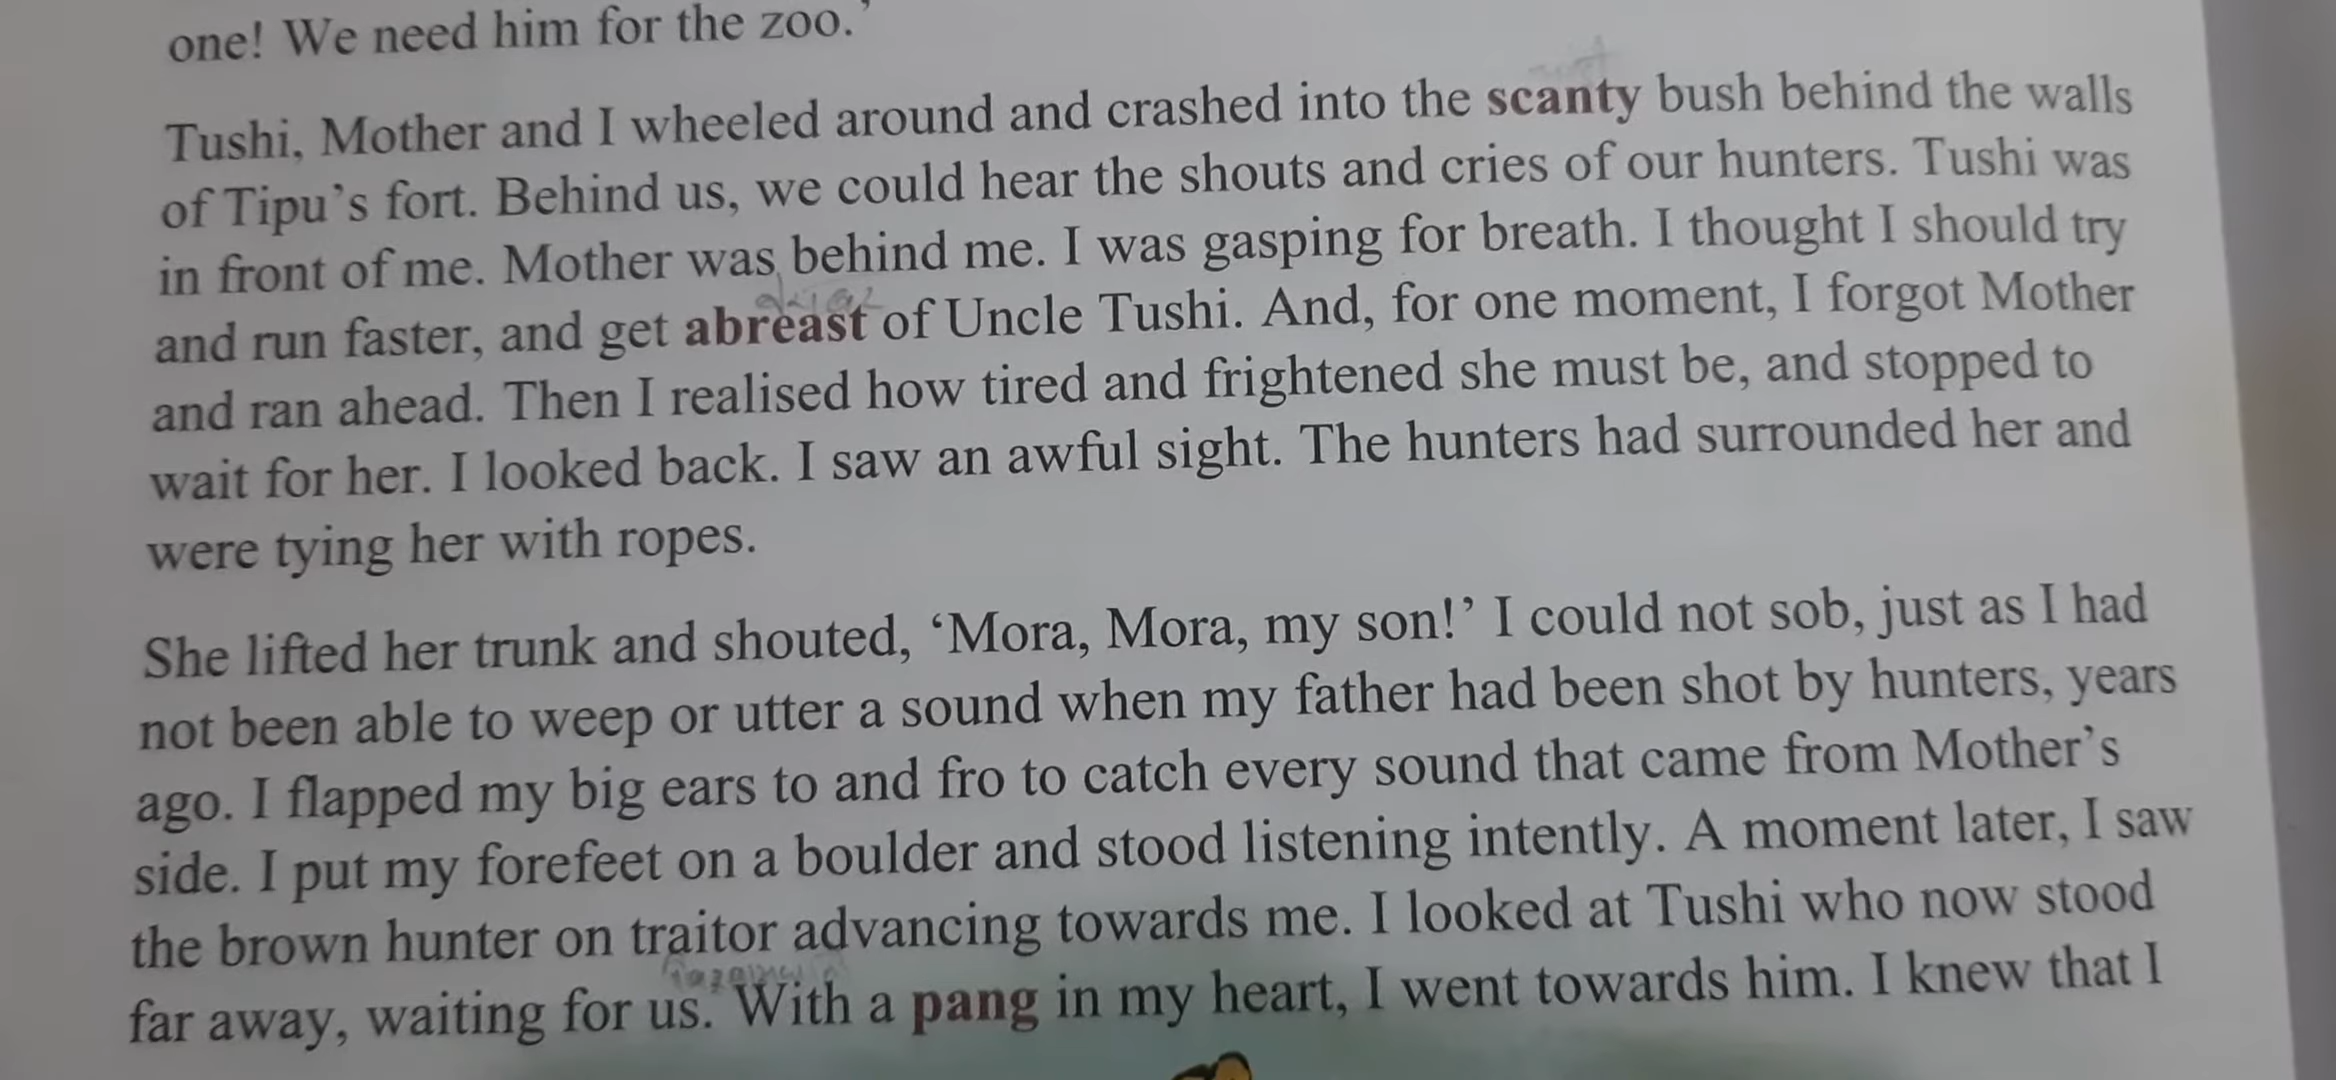 one! We need him for the zoo.’
Tushi, Mother and I wheeled around and crashed into the scanty bush behind the walls
of Tipu’s fort. Behind us, we could hear the shouts and cries of our hunters. Tushi was
in front of me. Mother was behind me. I was gasping for breath. I thought I should try
and run faster, and get abreast of Uncle Tushi. And, for one moment, I forgot Mother
and ran ahead. Then I realised how tired and frightened she must be, and stopped to
wait for her. I looked back. I saw an awful sight. The hunters had surrounded her and
were tying her with ropes.
She lifted her trunk and shouted, ‘Mora, Mora, my son!’ I could not sob, just as I had
not been able to weep or utter a sound when my father had been shot by hunters, years
ago. I flapped my big ears to and fro to catch every sound that came from Mother’s
side. I put my forefeet on a boulder and stood listening intently. A moment later, I saw
the brown hunter on traitor advancing towards me. I looked at Tushi who now stood
far away, waiting for us. With a pang in my heart, I went towards him. I knew that I